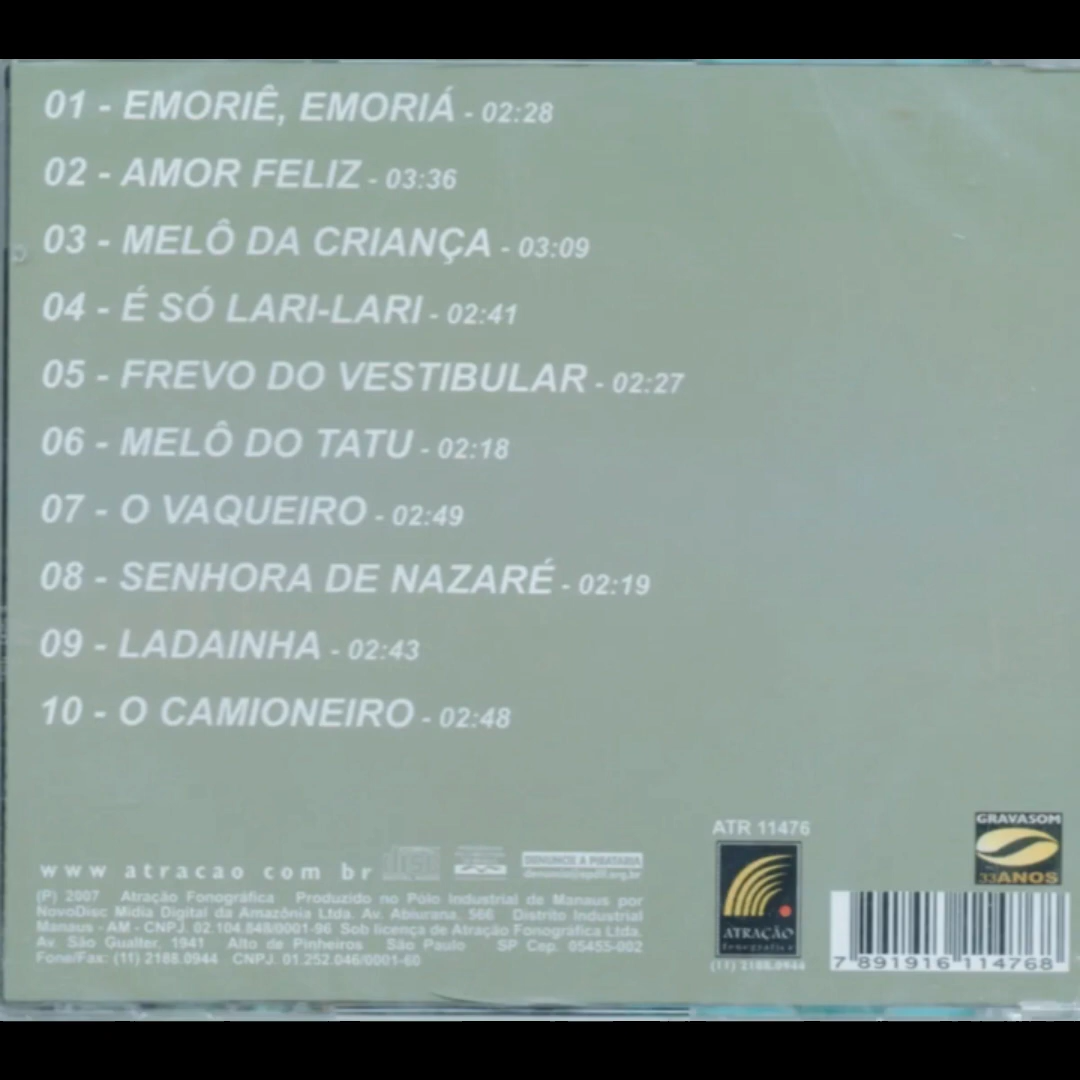 01 - EMORIÊ, EMORIÁ - 02:28
02 - AMOR FELIZ - 03:36
03 - MELÔ DA CRIANÇA - 03:09
04 - É SÓ LARI-LARI - 02:41
05 - FREVO DO VESTIBULAR - 02:27
06 - MELÔ DO TATU - 02:18
07 - O VAQUEIRO - 02:49
08 - SENHORA DE NAZARÉ - 02:19
09 - LADAINHA - 02:43
10 - O CAMIONEIRO - 02:48
ATR 11476
GRAVASOM
33 ANOS
www atracao com br
DENUNCIE A PIRATARIA
(P) 2007 Atração Fonográfica Produzido no Pólo Industrial de Manaus por
NovoDisc Mídia Digital da Amazônia Ltda. Av. Abiurana, 566 Distrito Industrial
Manaus - AM - CNPJ. 02.104.848/0001-96 Sob licença de Atração Fonográfica Ltda.
Av. São Gualter, 1941 Alto de Pinheiros São Paulo SP Cep. 05455-002
Fone/Fax: (11) 2188.0944 CNPJ. 01.252.046/0001-60
ATRAÇÃO
fonográfica
(11) 2188.0944
7 891916 114768